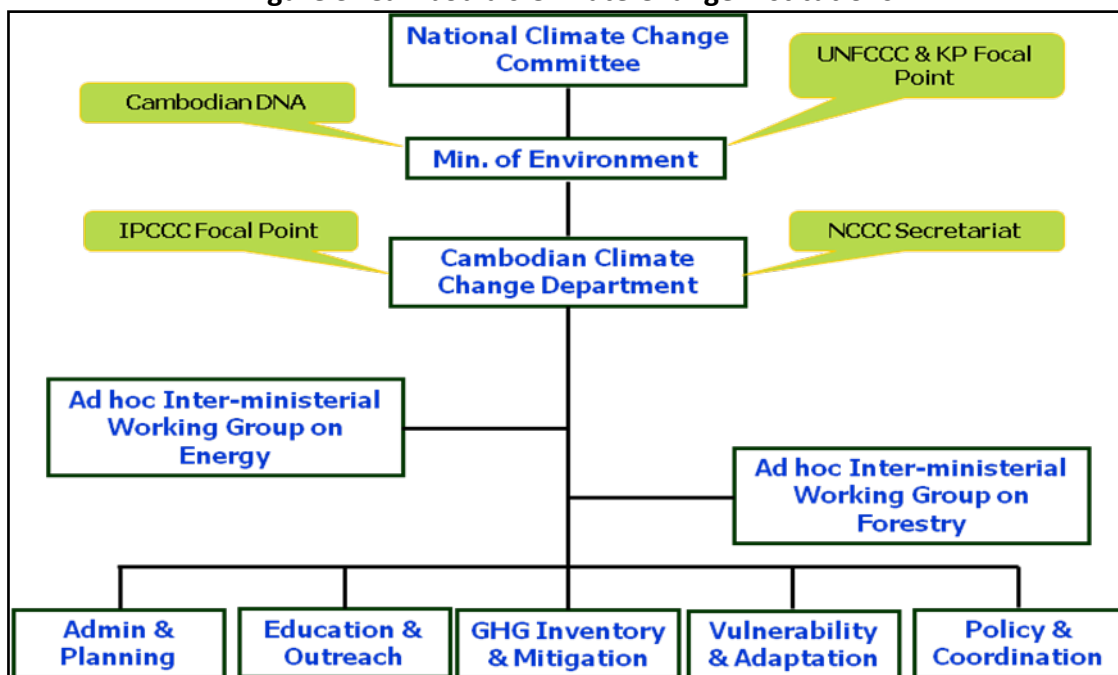 National Climate Change
Committee
UNFCCC & KP Focal
Point
Cambodian DNA
Min. of Environment
IPCCC Focal Point
NCCC Secretariat
Cambodian Climate
Change Department
Ad hoc Inter-ministerial
Working Group on
Energy
Ad hoc Inter-ministerial
Working Group on
Forestry
Admin &
Planning
Education &
Outreach
GHG Inventory
& Mitigation
Vulnerability
& Adaptation
Policy &
Coordination